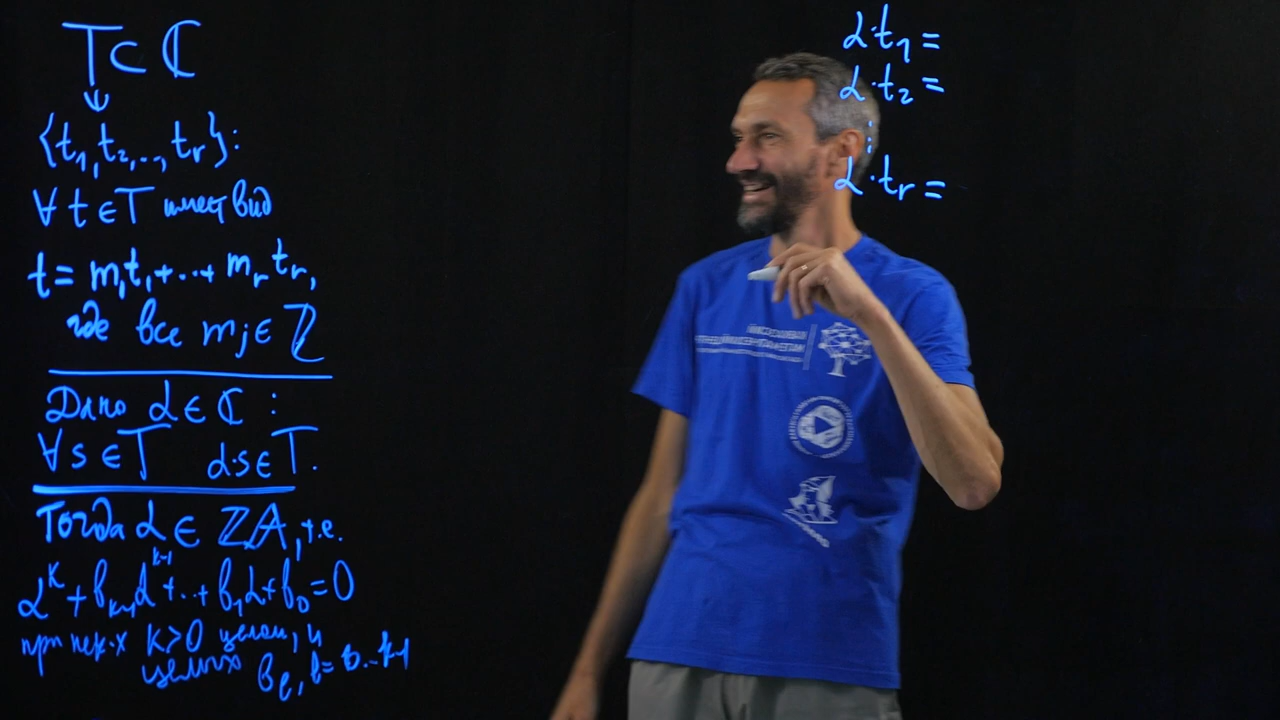 T ⊂ ℂ
↓
{t₁, t₂, .., tᵣ}:
∀ t ∈ T имеет вид
t = m₁t₁ + ... + mᵣtᵣ,
где все mⱼ ∈ ℤ
Дано α ∈ ℂ :
∀ s ∈ T α·s ∈ T.
Тогда α ∈ ℤ𝔸, т.е.
αᵏ + bₖ₋₁αᵏ⁻¹ + ... + b₁α + b₀ = 0
при нек-х k > 0 целом, и
целых bₗ, l = 0..k-1
α·t₁ =
α·t₂ =
⋮
α·tᵣ =